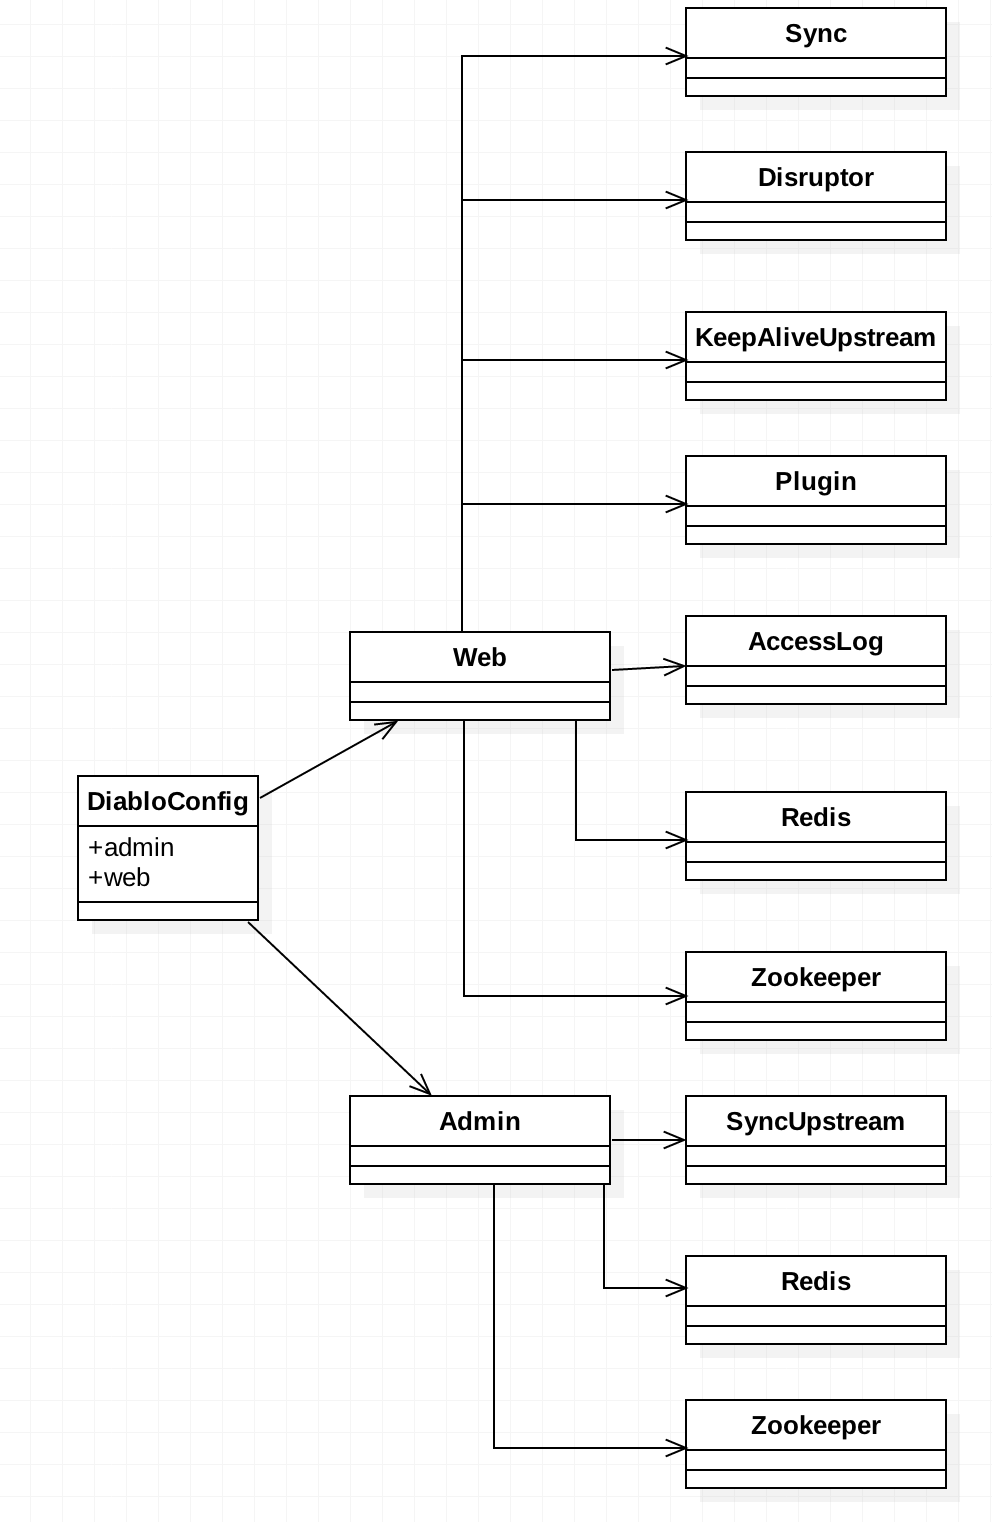 Sync
Disruptor
KeepAliveUpstream
Plugin
AccessLog
Web
DiabloConfig
+admin
+web
Redis
Zookeeper
Admin
SyncUpstream
Redis
Zookeeper